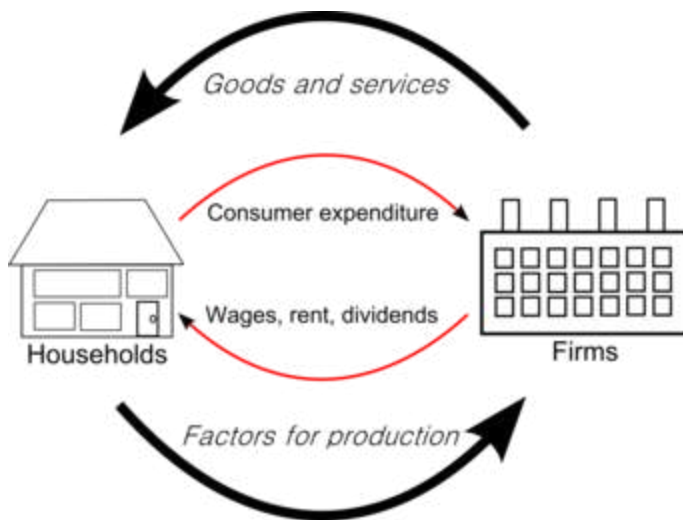 Goods and services
Consumer expenditure
Wages, rent, dividends
Households
Firms
Factors for production